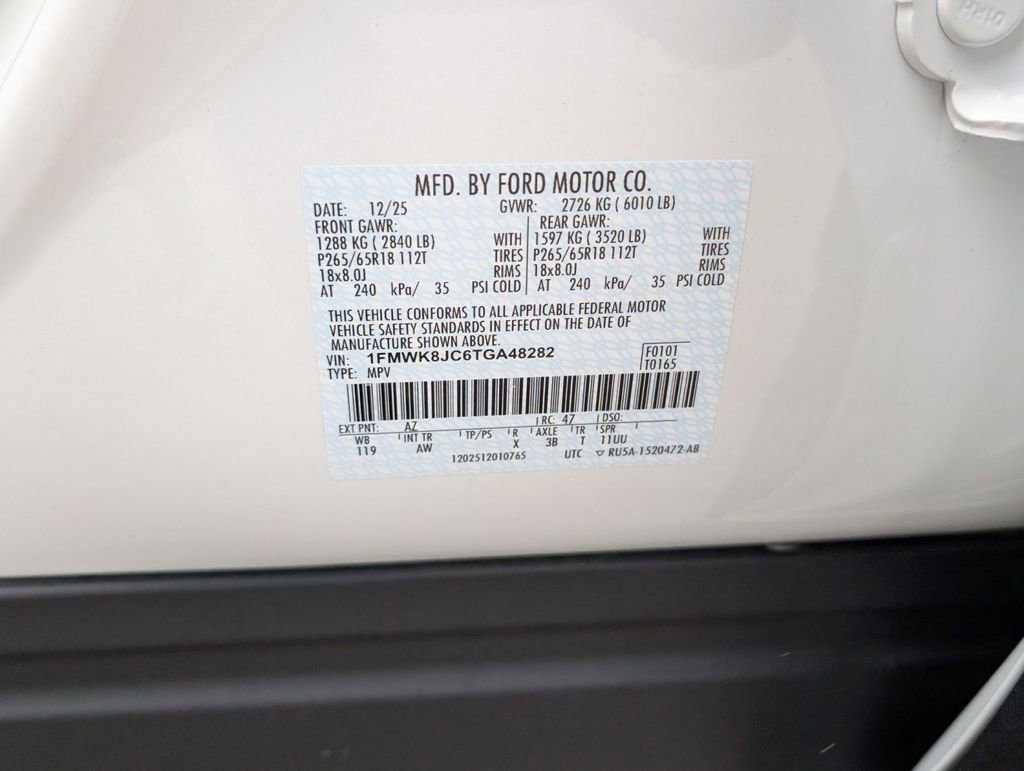 MFD. BY FORD MOTOR CO.
DATE: 12/25 GVWR: 2726 KG ( 6010 LB)
FRONT GAWR: REAR GAWR:
1288 KG ( 2840 LB) WITH 1597 KG ( 3520 LB) WITH
P265/65R18 112T TIRES P265/65R18 112T TIRES
18x8.0J RIMS 18x8.0J RIMS
AT 240 kPa/ 35 PSI COLD AT 240 kPa/ 35 PSI COLD
THIS VEHICLE CONFORMS TO ALL APPLICABLE FEDERAL MOTOR
VEHICLE SAFETY STANDARDS IN EFFECT ON THE DATE OF
MANUFACTURE SHOWN ABOVE.
VIN: 1FMWK8JC6TGA48282 F0101
TYPE: MPV T0165
EXT PNT: AZ RC: 47 DSO:
WB INT TR TP/PS R AXLE TR SPR
119 AW X 3B T 11UU
1202512010765 UTC ▽ RU5A-1520472-AB